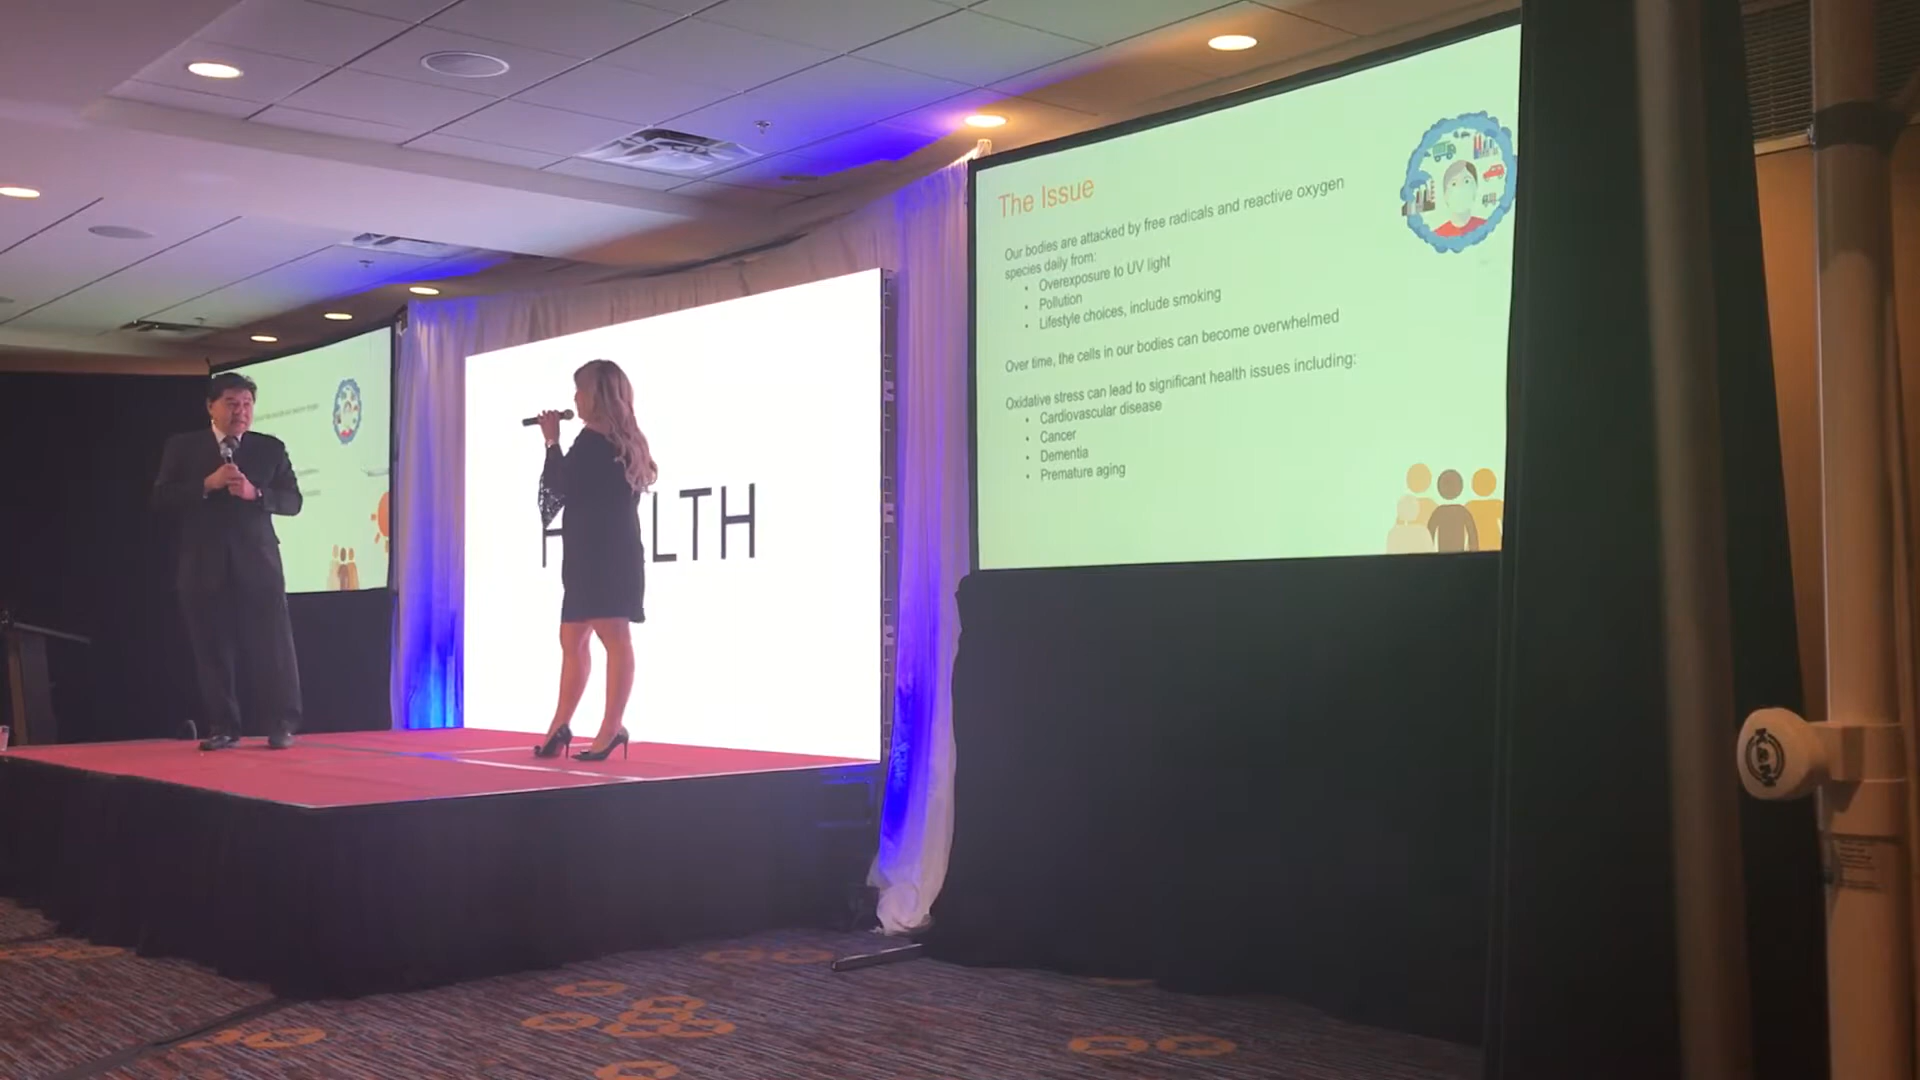 The Issue
Our bodies are attacked by free radicals and reactive oxygen
species daily from:
• Overexposure to UV light
• Pollution
• Lifestyle choices, include smoking
Over time, the cells in our bodies can become overwhelmed
Oxidative stress can lead to significant health issues including:
• Cardiovascular disease
• Cancer
• Dementia
• Premature aging
H LTH
K&M